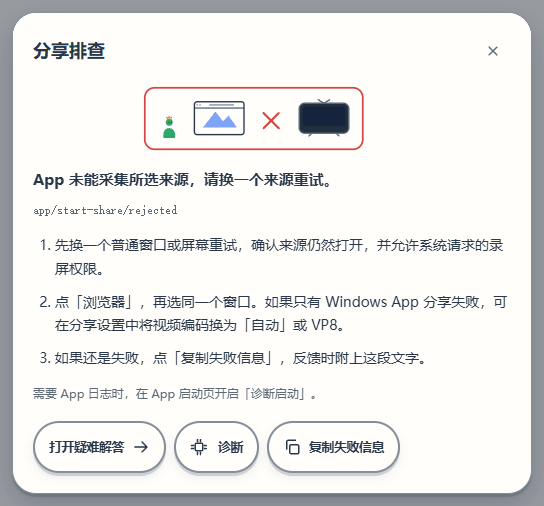 分享排查
App 未能采集所选来源，请换一个来源重试。
app/start-share/rejected
1. 先换一个普通窗口或屏幕重试，确认来源仍然打开，并允许系统请求的录
屏权限。
2. 点「浏览器」，再选同一个窗口。如果只有 Windows App 分享失败，可
在分享设置中将视频编码换为「自动」或 VP8。
3. 如果还是失败，点「复制失败信息」，反馈时附上这段文字。
需要 App 日志时，在 App 启动页开启「诊断启动」。
打开疑难解答
诊断
复制失败信息